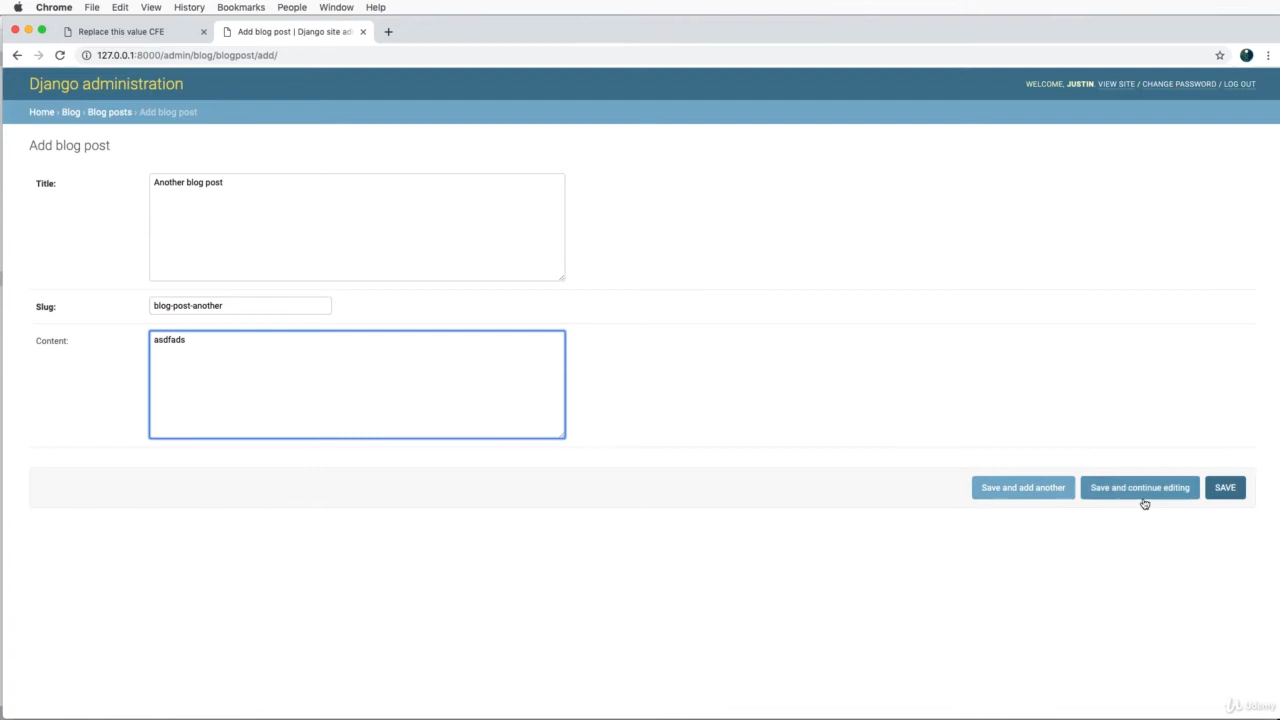 Chrome File Edit View History Bookmarks People Window Help
Replace this value CFE
Add blog post | Django site ad
127.0.0.1:8000/admin/blog/blogpost/add/
Django administration
WELCOME, JUSTIN. VIEW SITE / CHANGE PASSWORD / LOG OUT
Home › Blog › Blog posts › Add blog post
Add blog post
Title:
Another blog post
Slug:
blog-post-another
Content:
asdfads
Save and add another
Save and continue editing
SAVE
Udemy